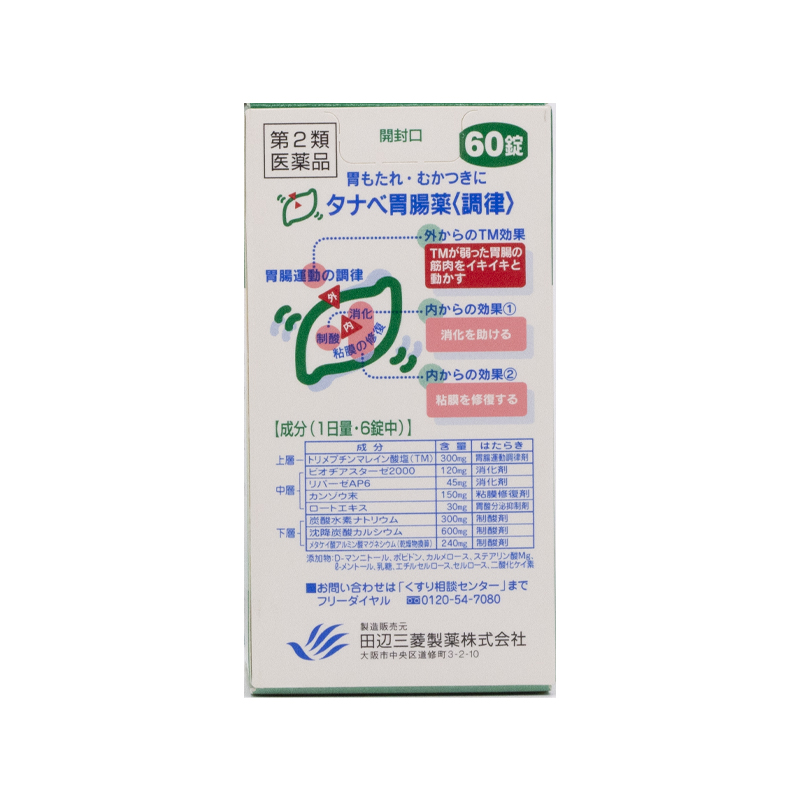 第2類
医薬品
開封口
60錠
胃もたれ・むかつきに
タナベ胃腸薬〈調律〉
外からのTM効果
TMが弱った胃腸の
筋肉をイキイキと
動かす
胃腸運動の調律
外
消化
内
制酸
粘膜の修復
内からの効果①
消化を助ける
内からの効果②
粘膜を修復する
【成分(1日量・6錠中)】
成分 含量 はたらき
上層 トリメブチンマレイン酸塩(TM) 300mg 胃腸運動調律剤
中層 ビオヂアスターゼ2000 120mg 消化剤
リパーゼAP6 45mg 消化剤
カンゾウ末 150mg 粘膜修復剤
ロートエキス 30mg 胃酸分泌抑制剤
下層 炭酸水素ナトリウム 300mg 制酸剤
沈降炭酸カルシウム 600mg 制酸剤
メタケイ酸アルミン酸マグネシウム(乾燥物換算) 240mg 制酸剤
添加物:D-マンニトール、ポビドン、カルメロース、ステアリン酸Mg、
ℓ-メントール、乳糖、エチルセルロース、セルロース、二酸化ケイ素
■お問い合わせは「くすり相談センター」まで
フリーダイヤル 0120-54-7080
製造販売元
田辺三菱製薬株式会社
大阪市中央区道修町3-2-10